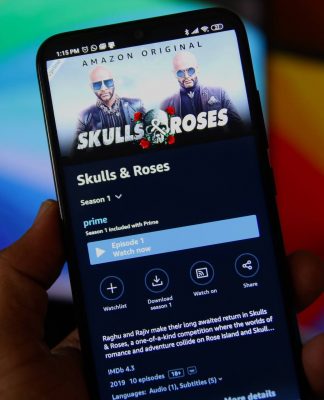 1:15 PM
AMAZON ORIGINAL
SKULLS & ROSES
Skulls & Roses
Season 1
prime
Season 1 included with Prime
Episode 1
Watch now
Watchlist
Download
season 1
Watch on
Share
Raghu and Rajiv make their long awaited return in Skulls
& Roses, a one-of-a-kind competition where the worlds of
romance and adventure collide on Rose Island and Skull...
IMDb 4.3
2019 10 episodes 18+
Languages: Audio (1), Subtitles (5)
More details